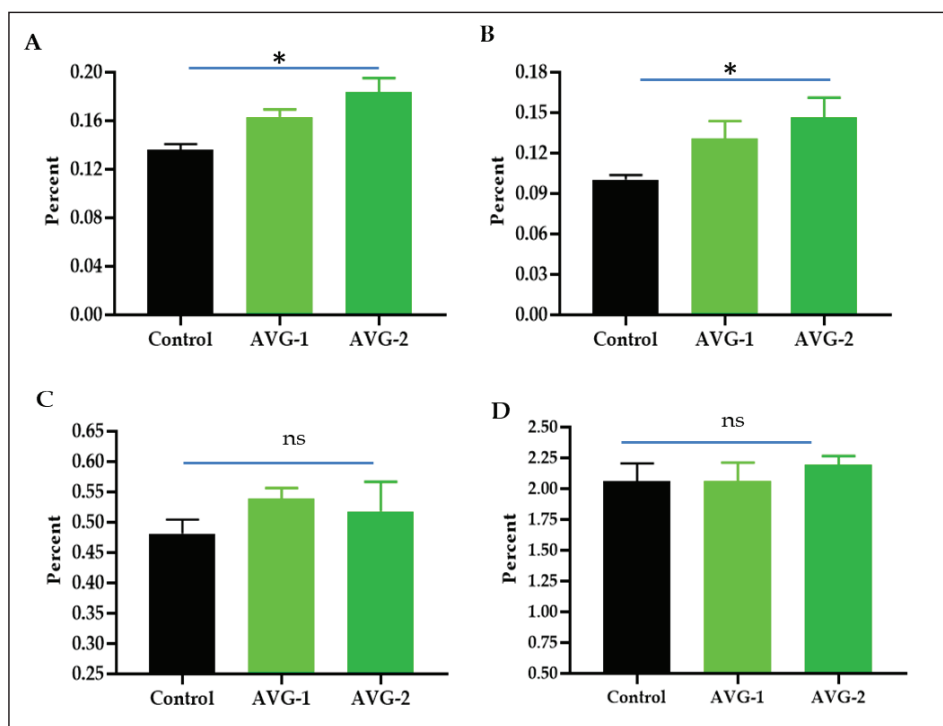 A
*
Percent
0.20
0.16
0.12
0.08
0.04
0.00
Control AVG-1 AVG-2
B
*
Percent
0.18
0.15
0.12
0.09
0.06
0.03
0.00
Control AVG-1 AVG-2
C
ns
Percent
0.65
0.60
0.55
0.50
0.45
0.40
0.35
0.30
0.25
Control AVG-1 AVG-2
D
ns
Percent
2.50
2.25
2.00
1.75
1.50
1.25
1.00
0.75
0.50
Control AVG-1 AVG-2